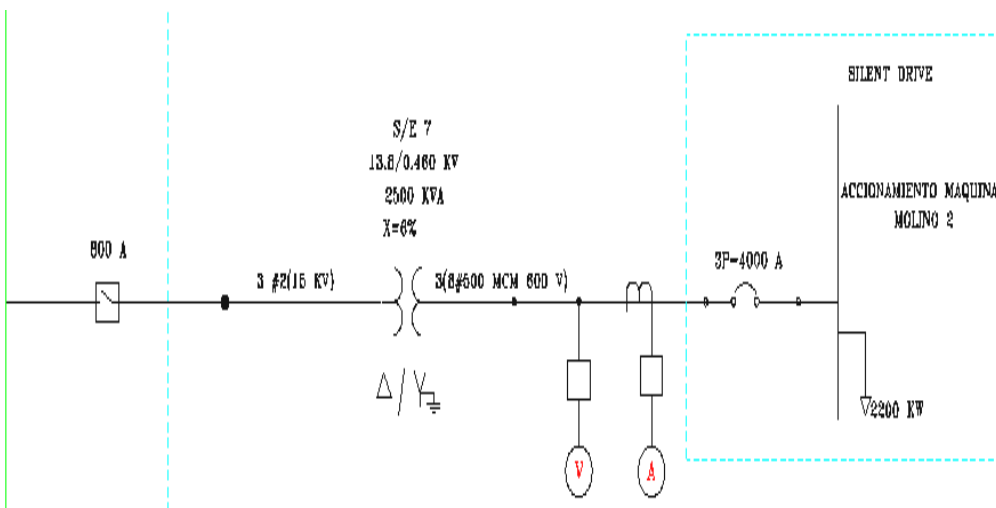 SILENT DRIVE
S/E 7
13.8/0.460 KV
2500 KVA
X=6%
ACCIONAMIENTO MAQUINA
MOLINO 2
800 A
3 #2(15 KV)
3(8#500 MCM 600 V)
3P-4000 A
2200 KW
V
A